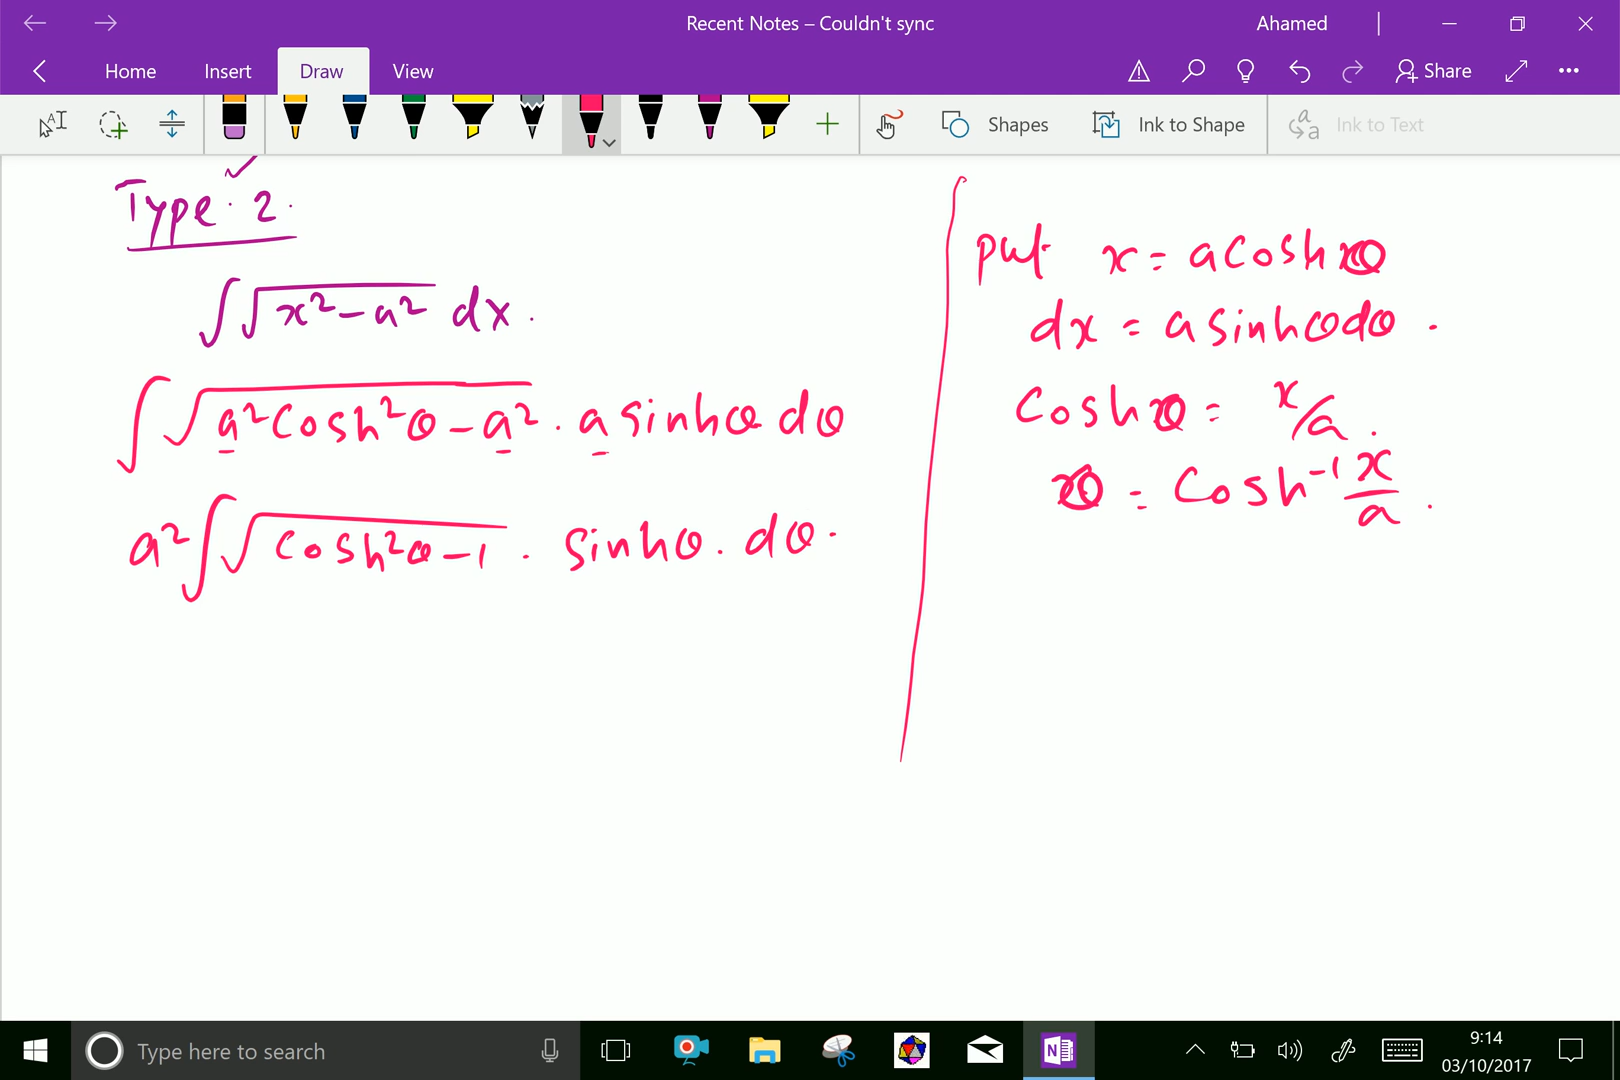 Recent Notes – Couldn't sync
Ahamed
Home Insert Draw View
Share
Shapes
Ink to Shape
Ink to Text
Type. 2.
∫√x²-a² dx.
∫√a²cosh²θ-a² . a sinhθ dθ
a²∫√cosh²θ-1 . sinhθ. dθ.
put x = a coshθ
dx = a sinhθdθ.
Coshθ = x/a.
θ = Cosh⁻¹ x/a.
Type here to search
9:14
03/10/2017